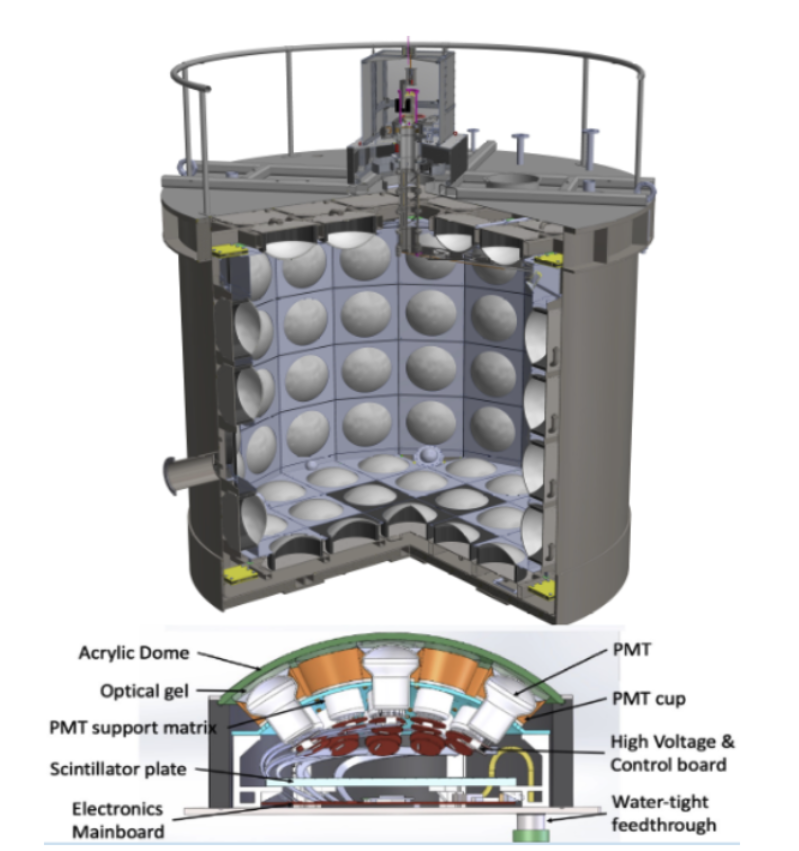 Acrylic Dome
Optical gel
PMT support matrix
Scintillator plate
Electronics
Mainboard
PMT
PMT cup
High Voltage &
Control board
Water-tight
feedthrough